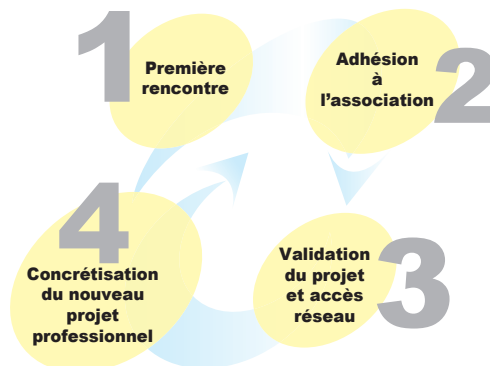 1
Première
rencontre
2
Adhésion
à
l'association
3
Validation
du projet
et accès
réseau
4
Concrétisation
du nouveau
projet
professionnel